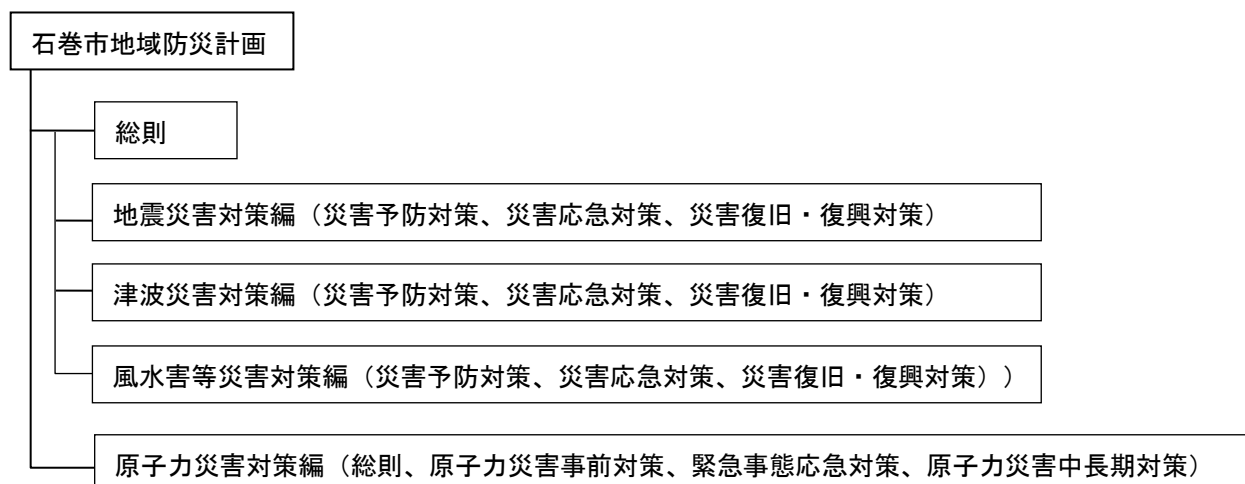 石巻市地域防災計画
総則
地震災害対策編（災害予防対策、災害応急対策、災害復旧・復興対策）
津波災害対策編（災害予防対策、災害応急対策、災害復旧・復興対策）
風水害等災害対策編（災害予防対策、災害応急対策、災害復旧・復興対策））
原子力災害対策編（総則、原子力災害事前対策、緊急事態応急対策、原子力災害中長期対策）